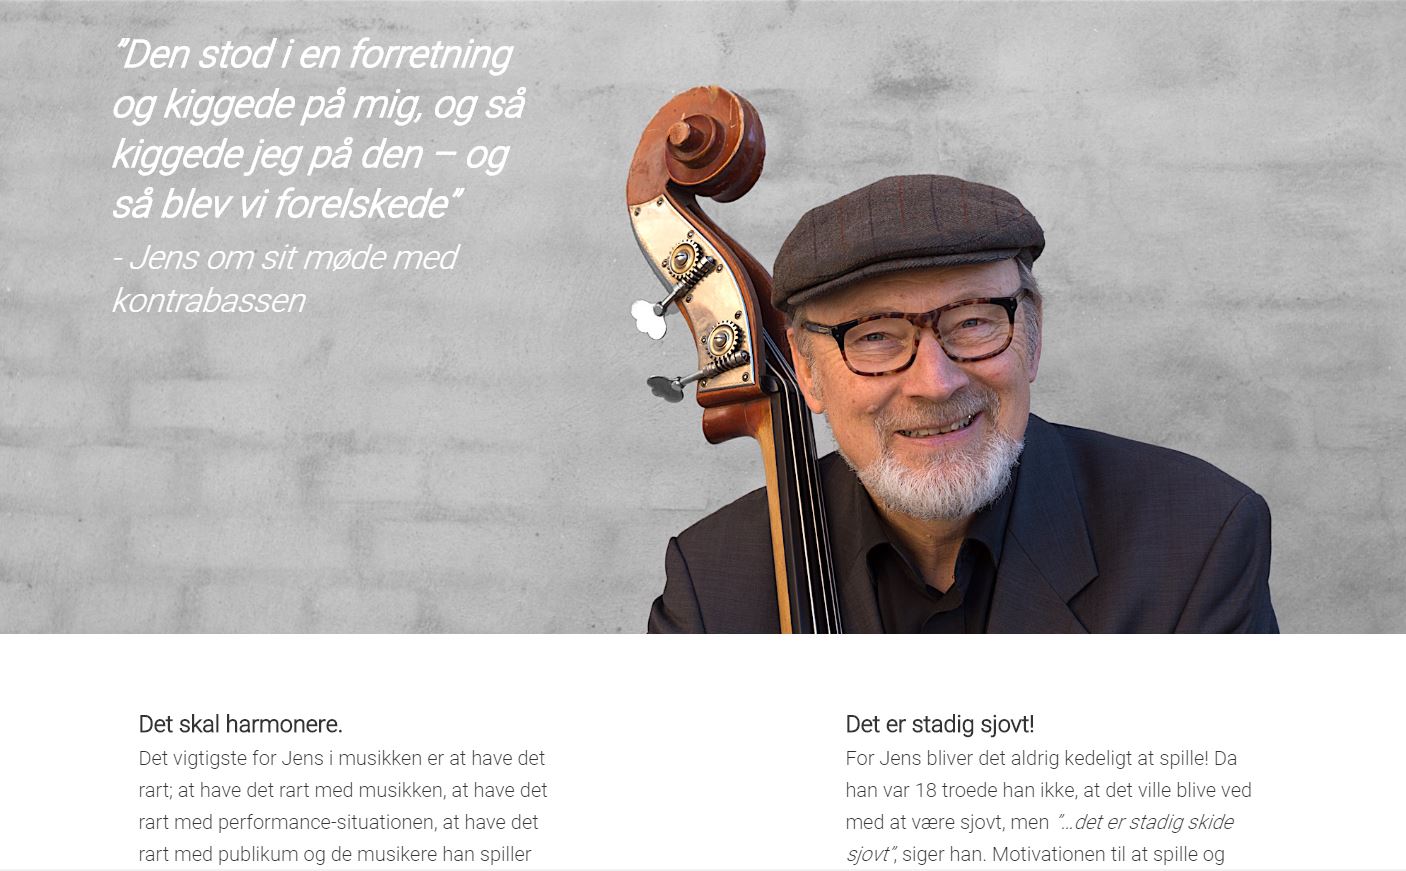 ”Den stod i en forretning
og kiggede på mig, og så
kiggede jeg på den – og
så blev vi forelskede”
- Jens om sit møde med
kontrabassen
Det skal harmonere.
Det vigtigste for Jens i musikken er at have det
rart; at have det rart med musikken, at have det
rart med performance-situationen, at have det
rart med publikum og de musikere han spiller
Det er stadig sjovt!
For Jens bliver det aldrig kedeligt at spille! Da
han var 18 troede han ikke, at det ville blive ved
med at være sjovt, men ”...det er stadig skide
sjovt”, siger han. Motivationen til at spille og